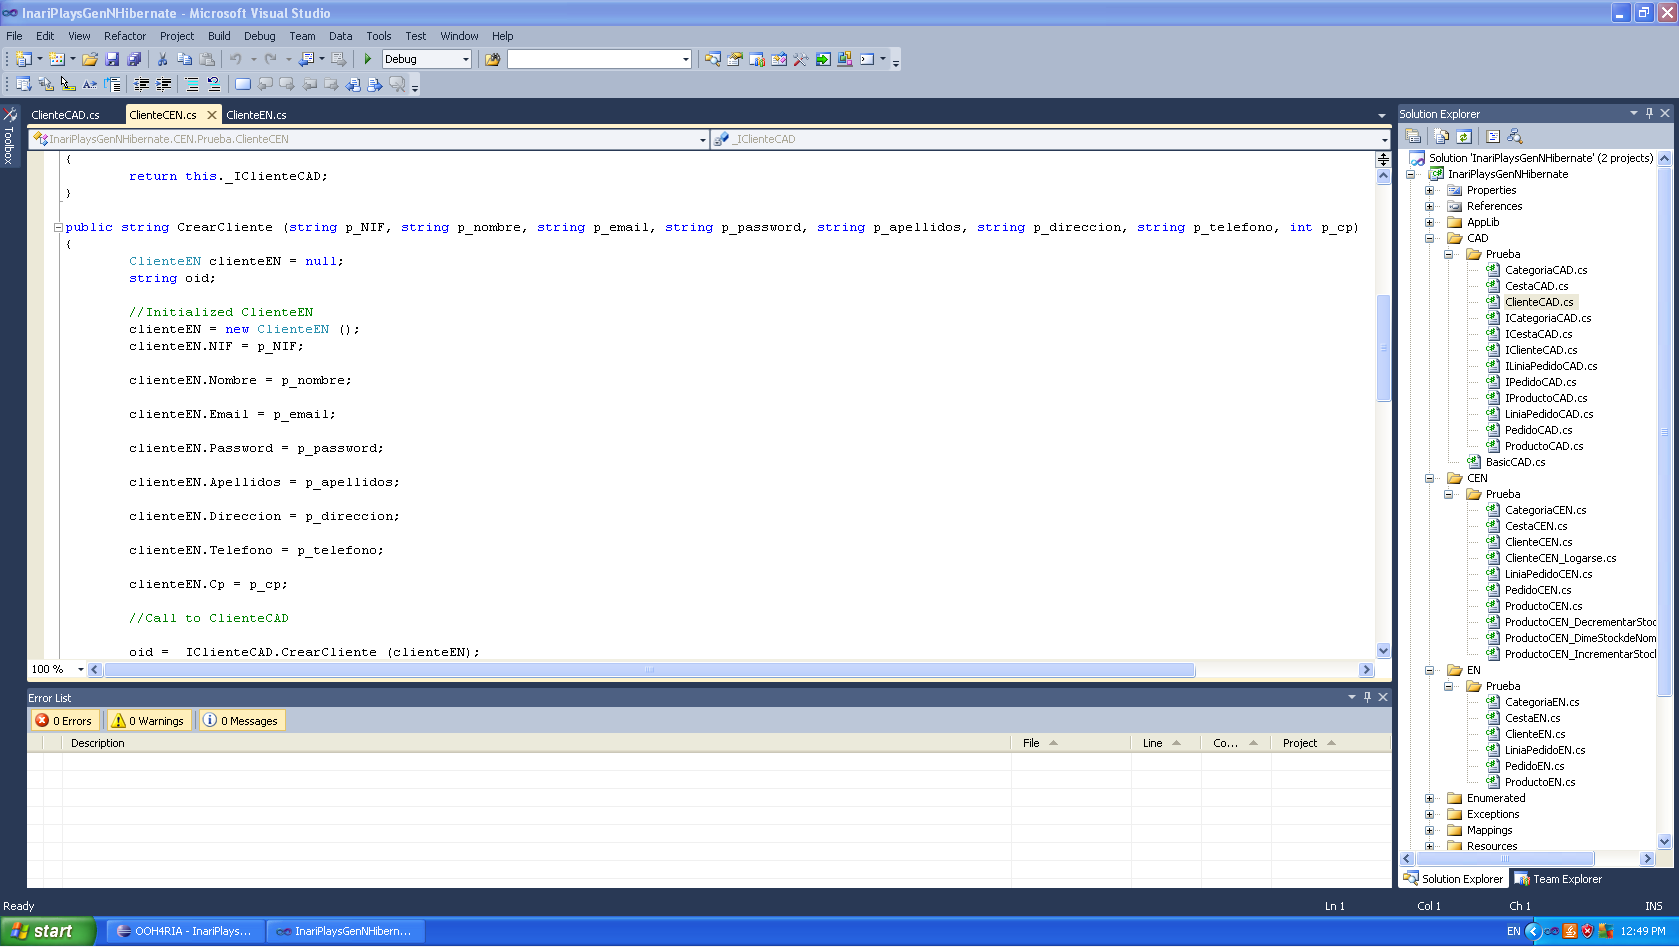 InariPlaysGenNHibernate - Microsoft Visual Studio
File Edit View Refactor Project Build Debug Team Data Tools Test Window Help
Debug
Toolbox
ClienteCAD.cs ClienteCEN.cs ClienteEN.cs
InariPlaysGenNHibernate.CEN.Prueba.ClienteCEN _IClienteCAD
{
return this._IClienteCAD;
}
public string CrearCliente (string p_NIF, string p_nombre, string p_email, string p_password, string p_apellidos, string p_direccion, string p_telefono, int p_cp)
{
ClienteEN clienteEN = null;
string oid;
//Initialized ClienteEN
clienteEN = new ClienteEN ();
clienteEN.NIF = p_NIF;
clienteEN.Nombre = p_nombre;
clienteEN.Email = p_email;
clienteEN.Password = p_password;
clienteEN.Apellidos = p_apellidos;
clienteEN.Direccion = p_direccion;
clienteEN.Telefono = p_telefono;
clienteEN.Cp = p_cp;
//Call to ClienteCAD
oid = IClienteCAD.CrearCliente (clienteEN);
100 %
Error List
0 Errors 0 Warnings 0 Messages
Description File Line Co... Project
Solution Explorer
Solution 'InariPlaysGenNHibernate' (2 projects)
InariPlaysGenNHibernate
Properties
References
AppLib
CAD
Prueba
CategoriaCAD.cs
CestaCAD.cs
ClienteCAD.cs
ICategoriaCAD.cs
ICestaCAD.cs
IClienteCAD.cs
ILiniaPedidoCAD.cs
IPedidoCAD.cs
IProductoCAD.cs
LiniaPedidoCAD.cs
PedidoCAD.cs
ProductoCAD.cs
BasicCAD.cs
CEN
Prueba
CategoriaCEN.cs
CestaCEN.cs
ClienteCEN.cs
ClienteCEN_Logarse.cs
LiniaPedidoCEN.cs
PedidoCEN.cs
ProductoCEN.cs
ProductoCEN_DecrementarStoc
ProductoCEN_DimeStockdeNom
ProductoCEN_IncrementarStocl
EN
Prueba
CategoriaEN.cs
CestaEN.cs
ClienteEN.cs
LiniaPedidoEN.cs
PedidoEN.cs
ProductoEN.cs
Enumerated
Exceptions
Mappings
Resources
Solution Explorer Team Explorer
Ready Ln 1 Col 1 Ch 1 INS
start OOH4RIA - InariPlays... InariPlaysGenNHibern... EN 12:49 PM